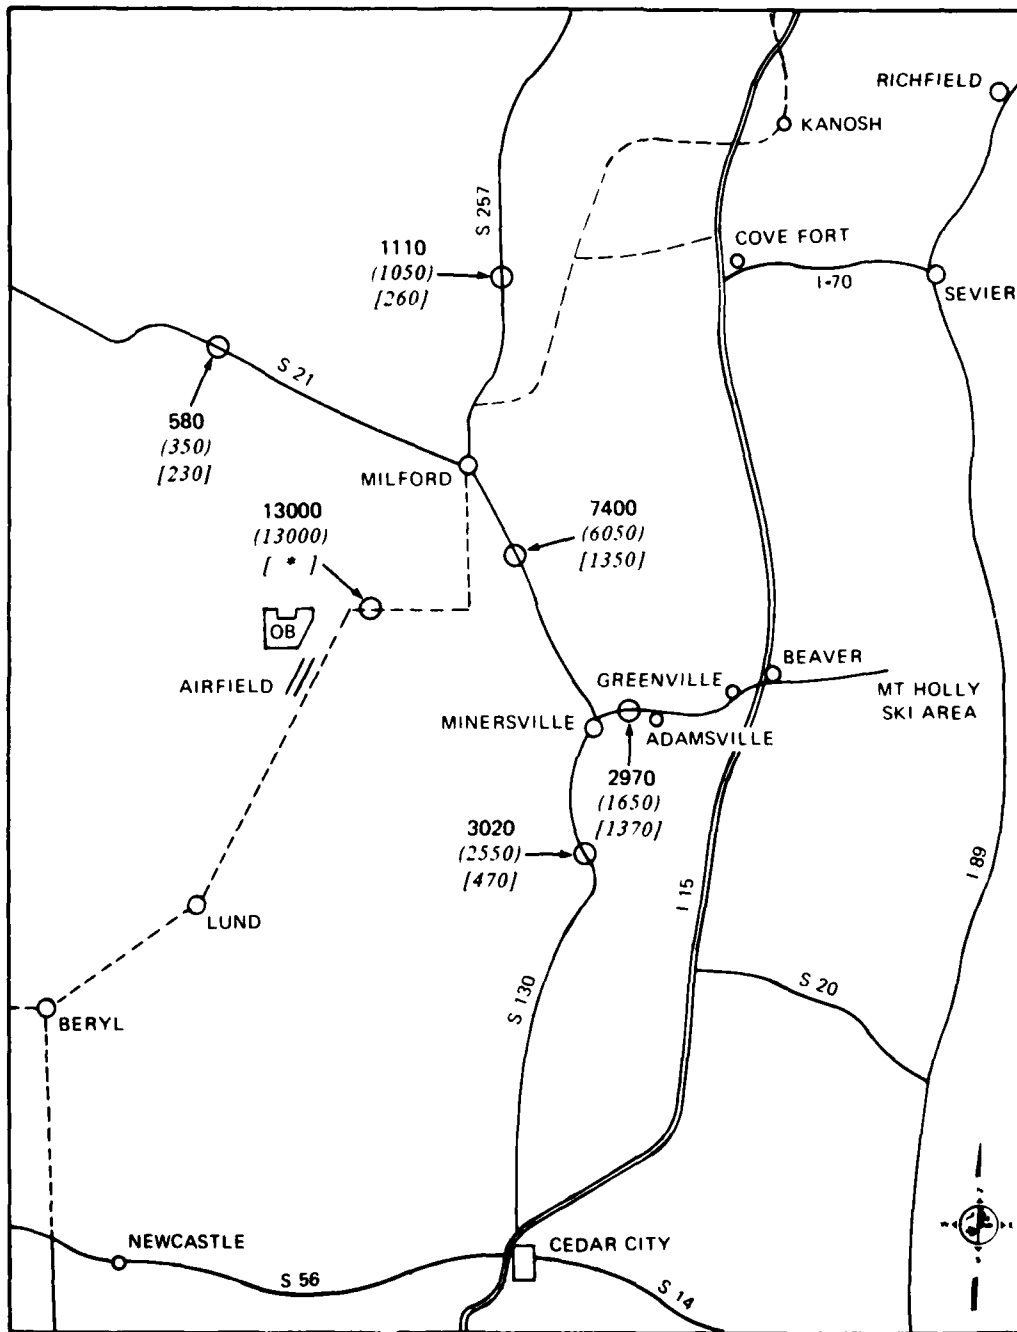 RICHFIELD
KANOSH
S 257
COVE FORT
1110
(1050)
[260]
I-70
SEVIER
S 21
580
(350)
[230]
MILFORD
13000
(13000)
[ * ]
7400
(6050)
[1350]
OB
AIRFIELD
BEAVER
GREENVILLE
MT HOLLY
SKI AREA
MINERSVILLE
ADAMSVILLE
2970
(1650)
[1370]
3020
(2550)
[470]
I 89
I 15
LUND
S 20
S 130
BERYL
NEWCASTLE
CEDAR CITY
S 56
S 14